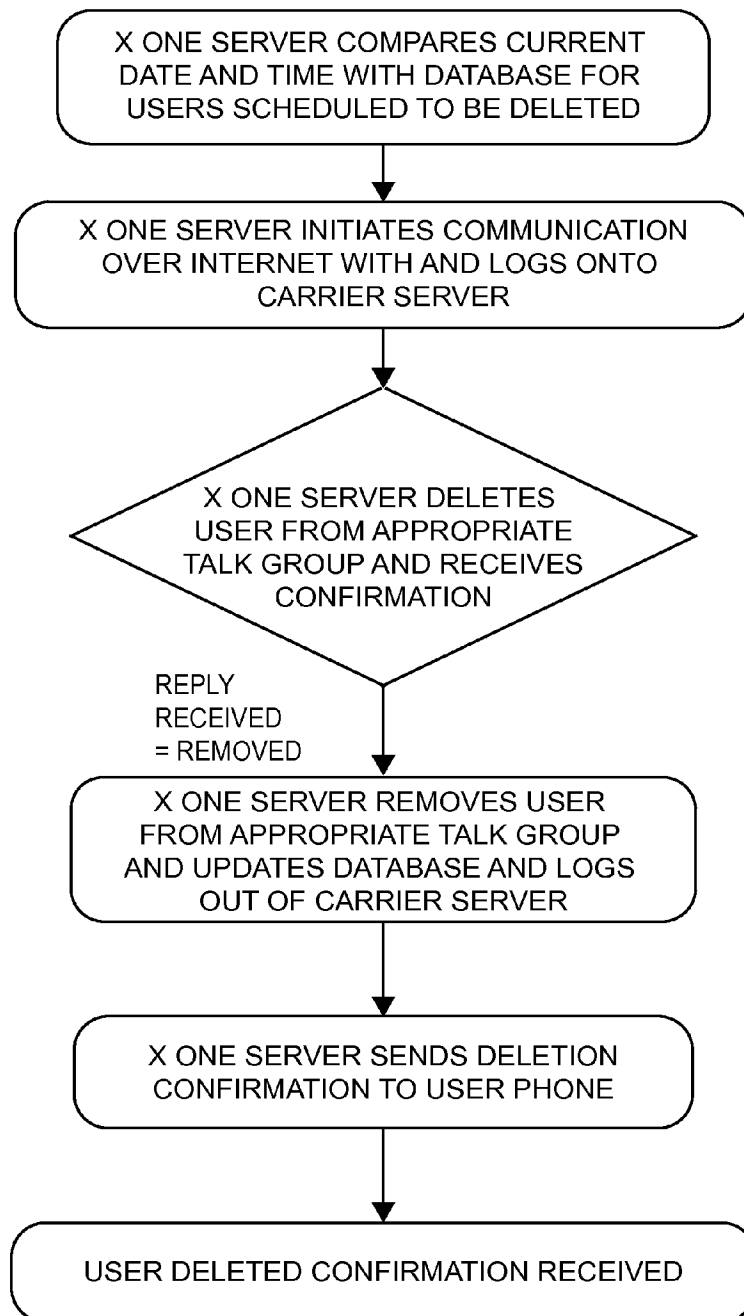 X ONE SERVER COMPARES CURRENT
DATE AND TIME WITH DATABASE FOR
USERS SCHEDULED TO BE DELETED
X ONE SERVER INITIATES COMMUNICATION
OVER INTERNET WITH AND LOGS ONTO
CARRIER SERVER
X ONE SERVER DELETES
USER FROM APPROPRIATE
TALK GROUP AND RECEIVES
CONFIRMATION
REPLY
RECEIVED
= REMOVED
X ONE SERVER REMOVES USER
FROM APPROPRIATE TALK GROUP
AND UPDATES DATABASE AND LOGS
OUT OF CARRIER SERVER
X ONE SERVER SENDS DELETION
CONFIRMATION TO USER PHONE
USER DELETED CONFIRMATION RECEIVED